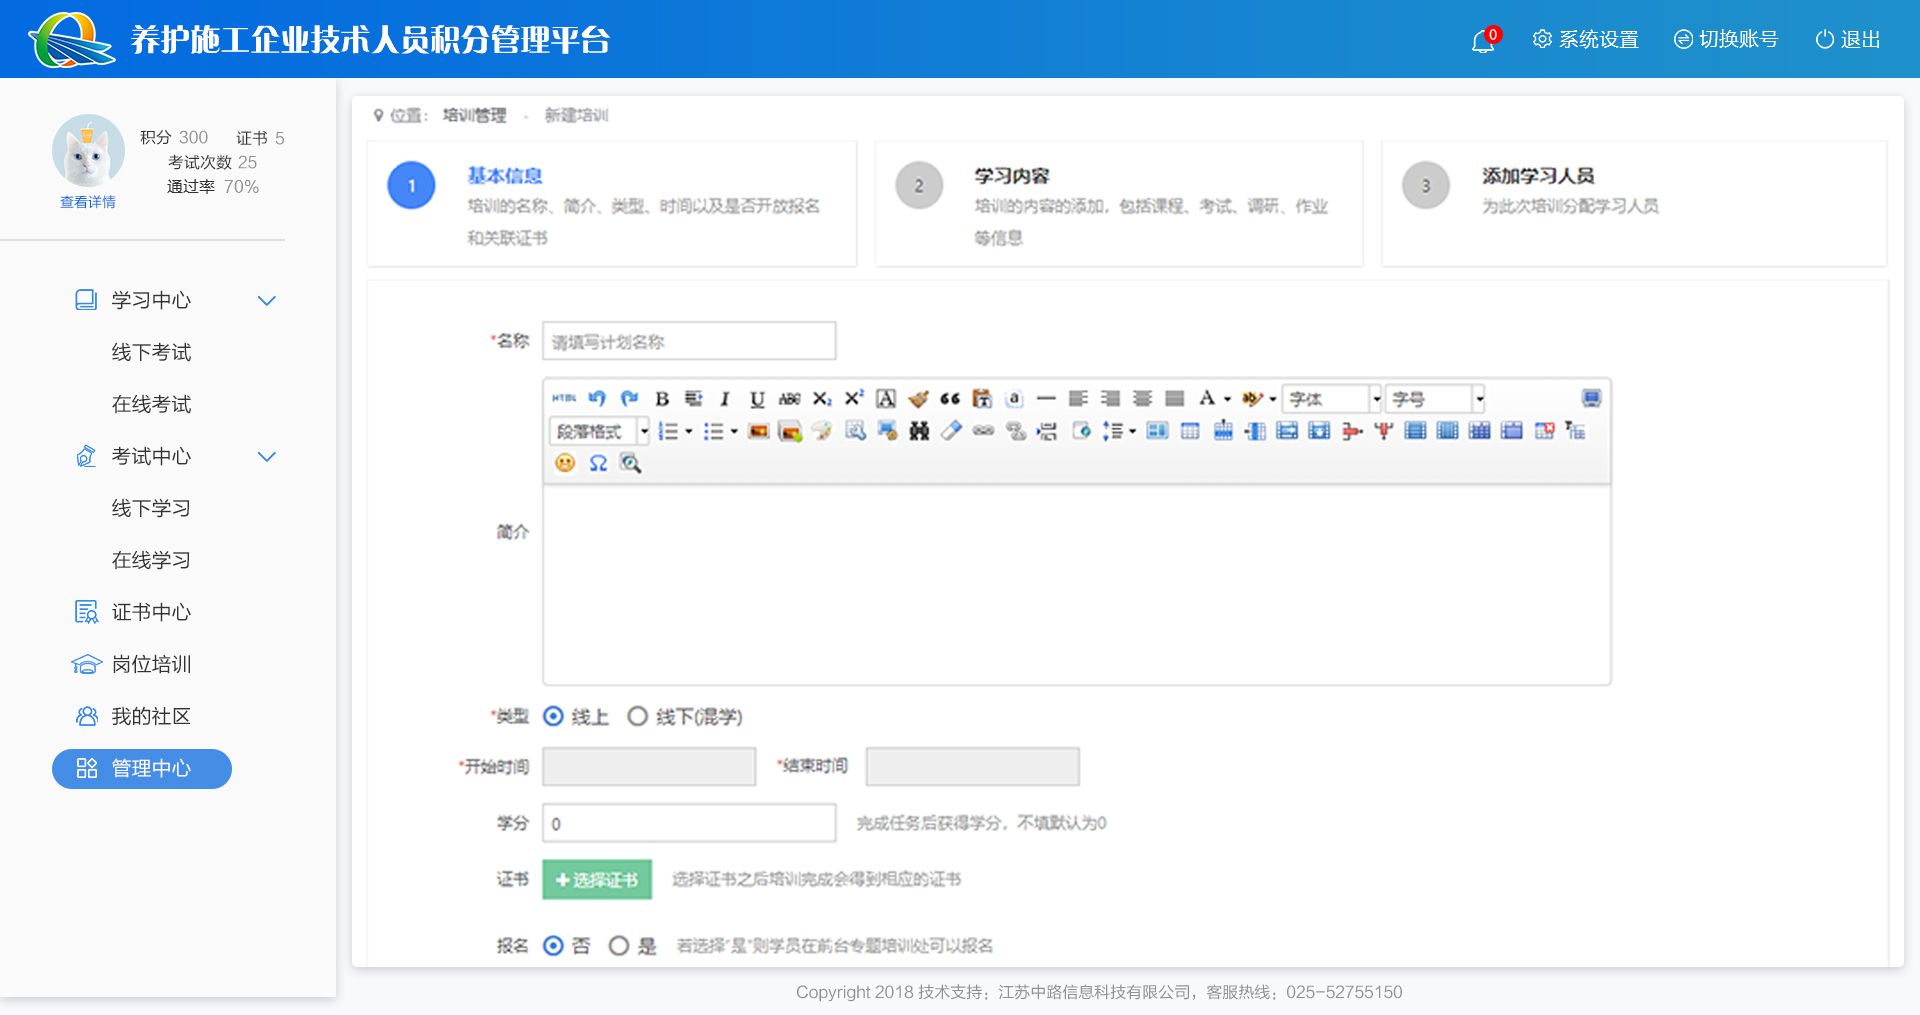 养护施工企业技术人员积分管理平台
0
系统设置
切换账号
退出
积分 300 证书 5
考试次数 25
通过率 70%
查看详情
学习中心
线下考试
在线考试
考试中心
线下学习
在线学习
证书中心
岗位培训
我的社区
管理中心
位置： 培训管理 - 新建培训
1
基本信息
培训的名称、简介、类型、时间以及是否开放报名
和关联证书
2
学习内容
培训的内容的添加，包括课程、考试、调研、作业
等信息
3
添加学习人员
为此次培训分配学习人员
*名称 请填写计划名称
HTML B I U ABC X₂ X² A a A ab 字体 字号
段落格式
Ω
简介
*类型 线上 线下(混学)
*开始时间 *结束时间
学分 0 完成任务后获得学分，不填默认为0
证书 +选择证书 选择证书之后培训完成会得到相应的证书
报名 否 是 若选择"是"则学员在前台专题培训处可以报名
Copyright 2018 技术支持：江苏中路信息科技有限公司，客服热线：025-52755150